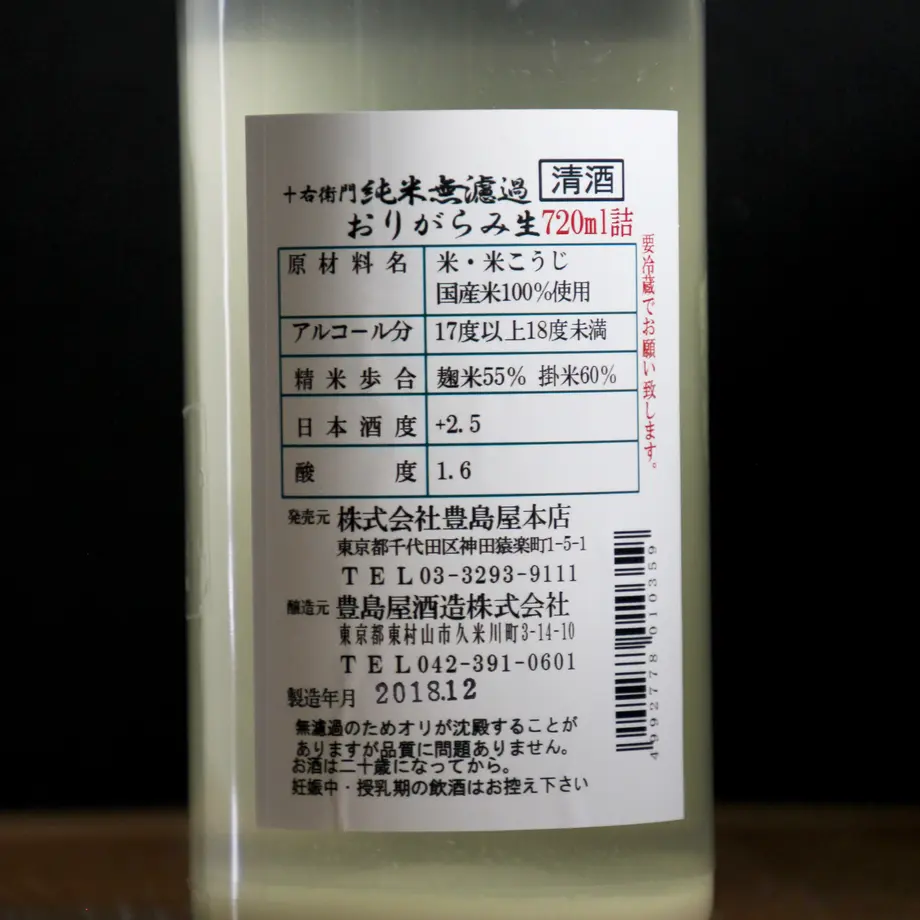 十右衛門純米無濾過 清酒
おりがらみ生720ml詰
要冷蔵でお願い致します。
原材料名 米・米こうじ
国産米100%使用
アルコール分 17度以上18度未満
精米歩合 麹米55% 掛米60%
日本酒度 +2.5
酸度 1.6
発売元 株式会社豊島屋本店
東京都千代田区神田猿楽町1-5-1
TEL03-3293-9111
醸造元 豊島屋酒造株式会社
東京都東村山市久米川町3-14-10
TEL042-391-0601
製造年月 2018.12
無濾過のためオリが沈殿することが
ありますが品質に問題ありません。
お酒は二十歳になってから。
妊娠中・授乳期の飲酒はお控え下さい
4992778010359